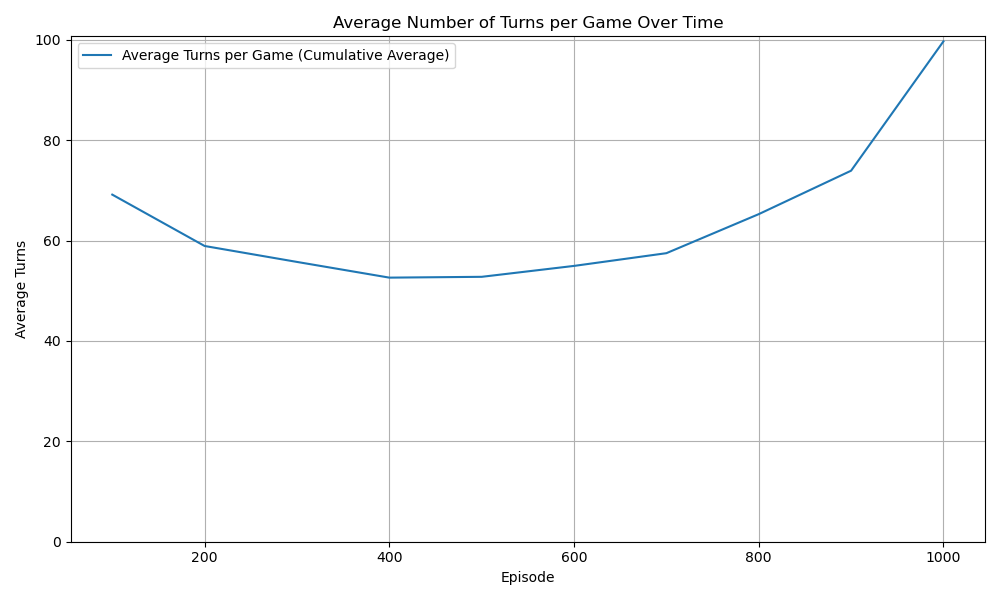 Average Number of Turns per Game Over Time
Average Turns per Game (Cumulative Average)
100
80
60
40
20
0
Average Turns
200
400
600
800
1000
Episode